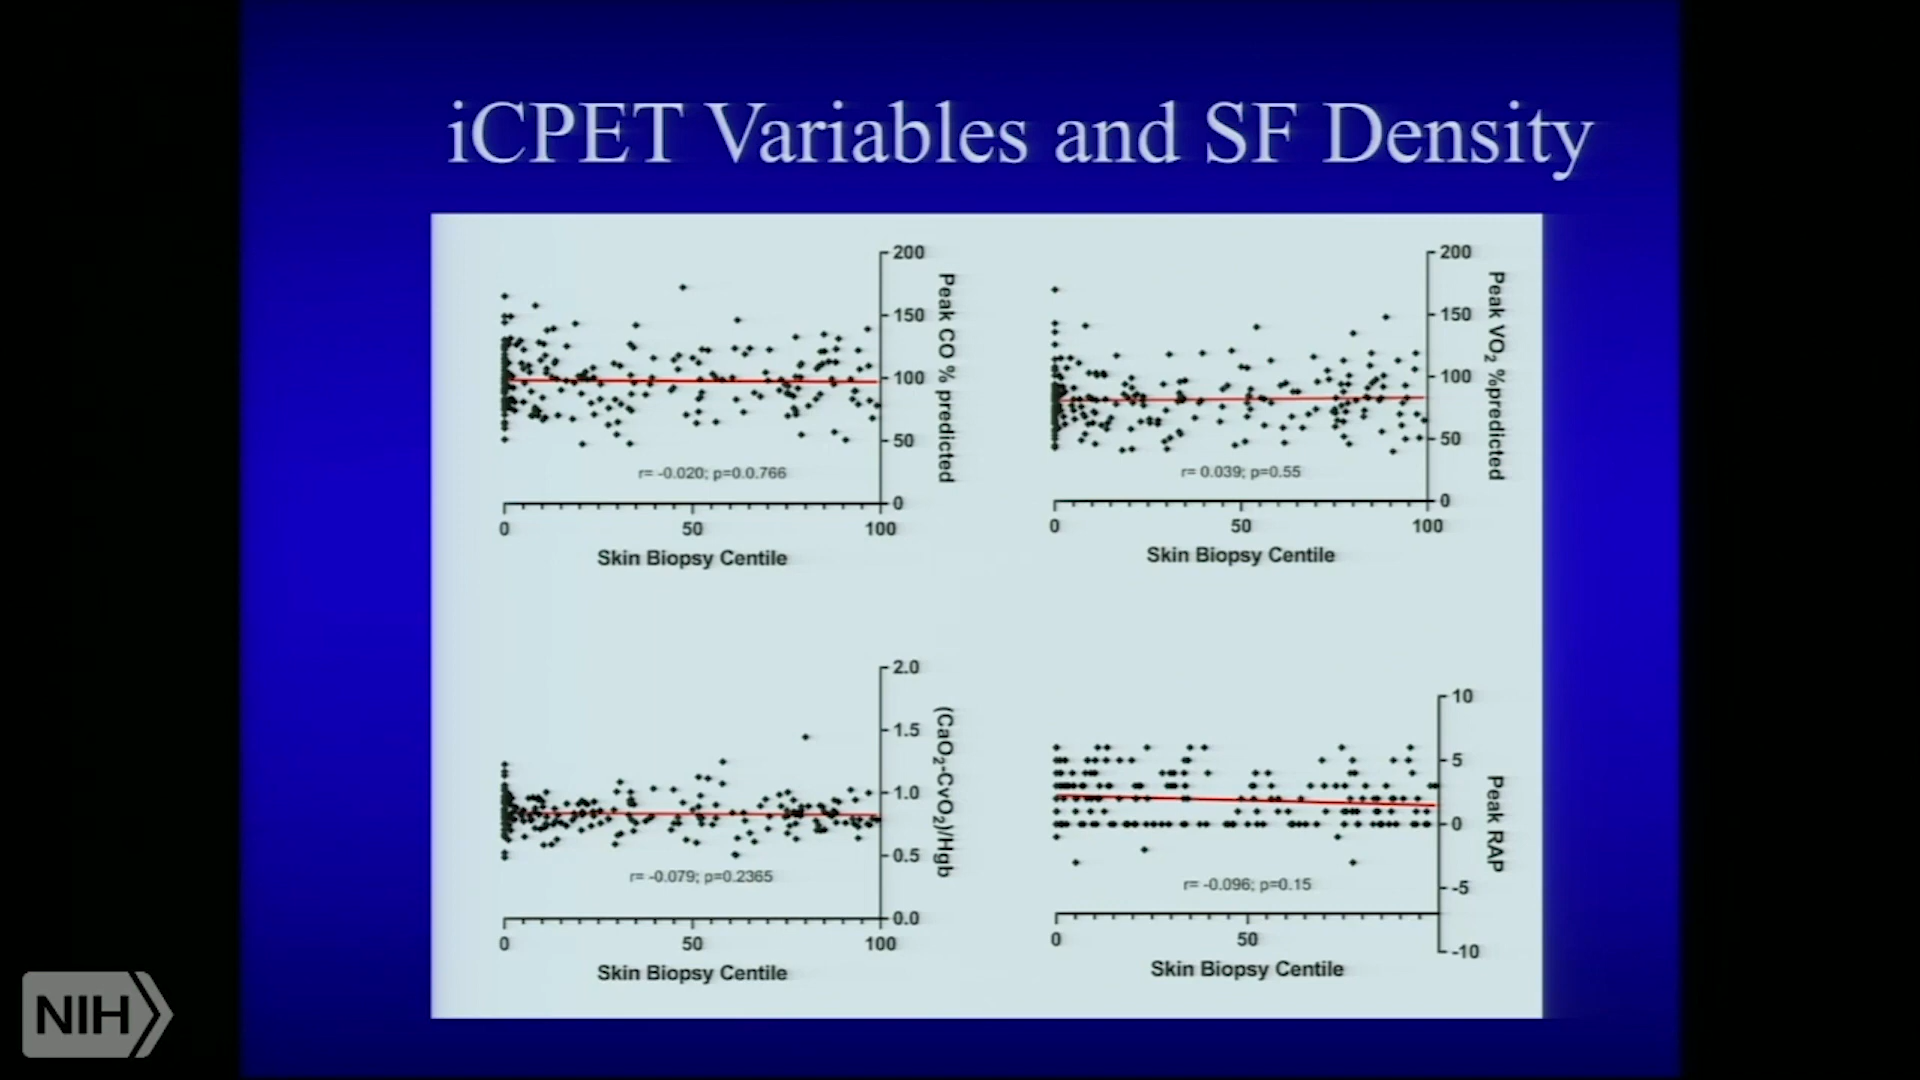 iCPET Variables and SF Density
200
150
100
50
0
Peak CO % predicted
r= -0.020; p=0.0.766
0
50
100
Skin Biopsy Centile
200
150
100
50
0
Peak VO2 %predicted
r= 0.039; p=0.55
0
50
100
Skin Biopsy Centile
2.0
1.5
1.0
0.5
0.0
(CaO2-CvO2)/Hgb
r= -0.079; p=0.2365
0
50
100
Skin Biopsy Centile
10
5
0
-5
-10
Peak RAP
r= -0.096; p=0.15
0
50
Skin Biopsy Centile
NIH